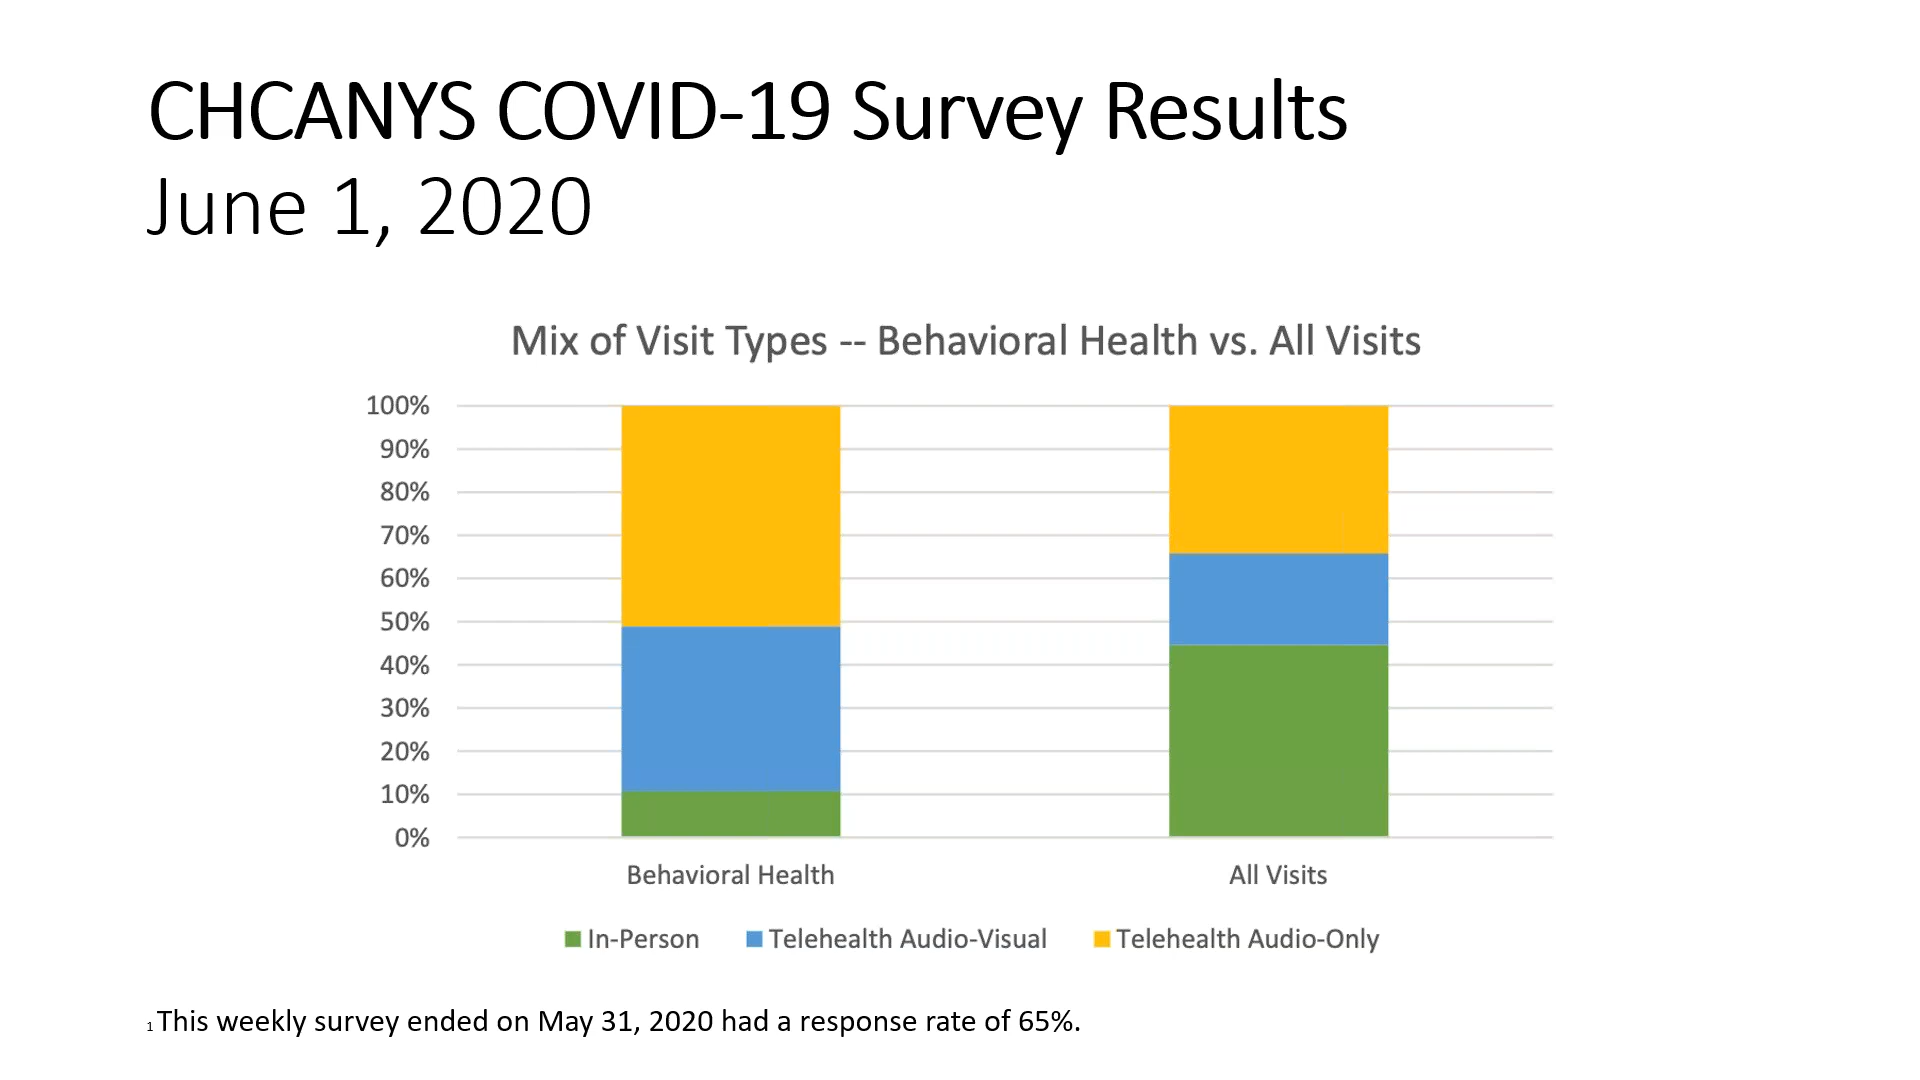 CHCANYS COVID-19 Survey Results
June 1, 2020
Mix of Visit Types -- Behavioral Health vs. All Visits
100%
90%
80%
70%
60%
50%
40%
30%
20%
10%
0%
Behavioral Health All Visits
In-Person Telehealth Audio-Visual Telehealth Audio-Only
1 This weekly survey ended on May 31, 2020 had a response rate of 65%.